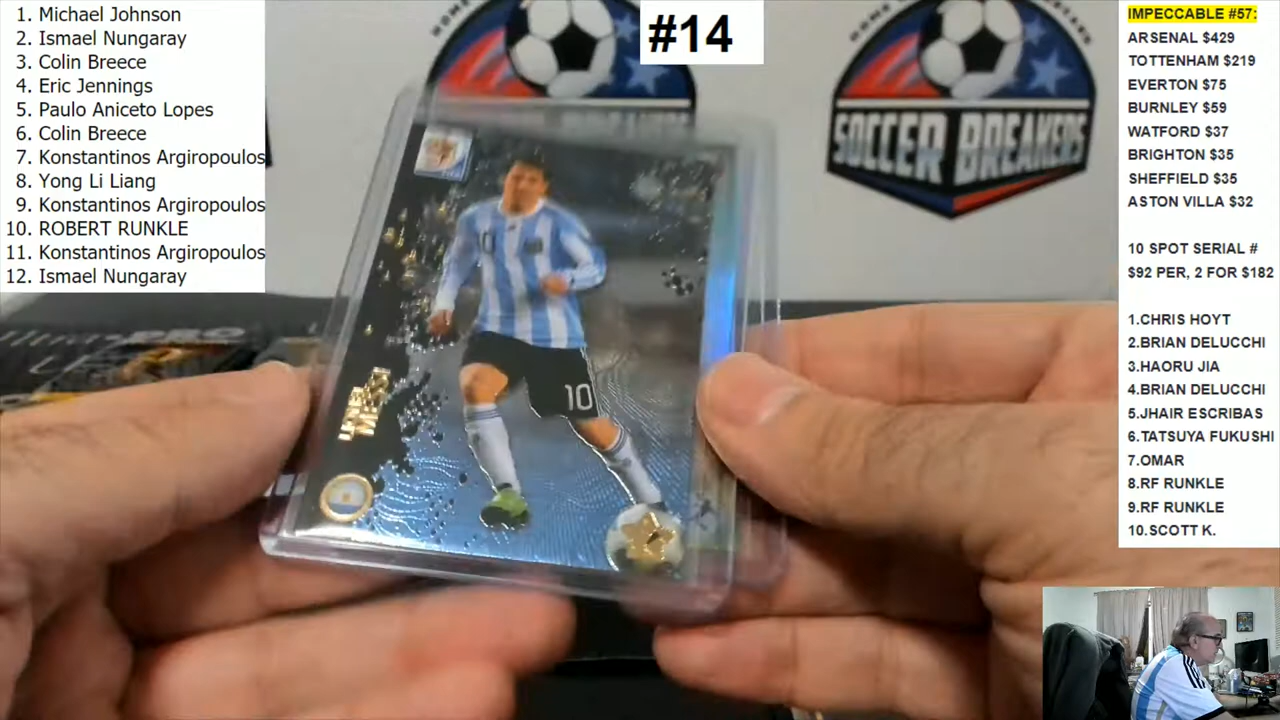 1. Michael Johnson
2. Ismael Nungaray
3. Colin Breece
4. Eric Jennings
5. Paulo Aniceto Lopes
6. Colin Breece
7. Konstantinos Argiropoulos
8. Yong Li Liang
9. Konstantinos Argiropoulos
10. ROBERT RUNKLE
11. Konstantinos Argiropoulos
12. Ismael Nungaray
#14
SOCCER BREAKERS
10
10
PRO
IMPECCABLE #57:
ARSENAL $429
TOTTENHAM $219
EVERTON $75
BURNLEY $59
WATFORD $37
BRIGHTON $35
SHEFFIELD $35
ASTON VILLA $32
10 SPOT SERIAL #
$92 PER, 2 FOR $182
1.CHRIS HOYT
2.BRIAN DELUCCHI
3.HAORU JIA
4.BRIAN DELUCCHI
5.JHAIR ESCRIBAS
6.TATSUYA FUKUSHI
7.OMAR
8.RF RUNKLE
9.RF RUNKLE
10.SCOTT K.